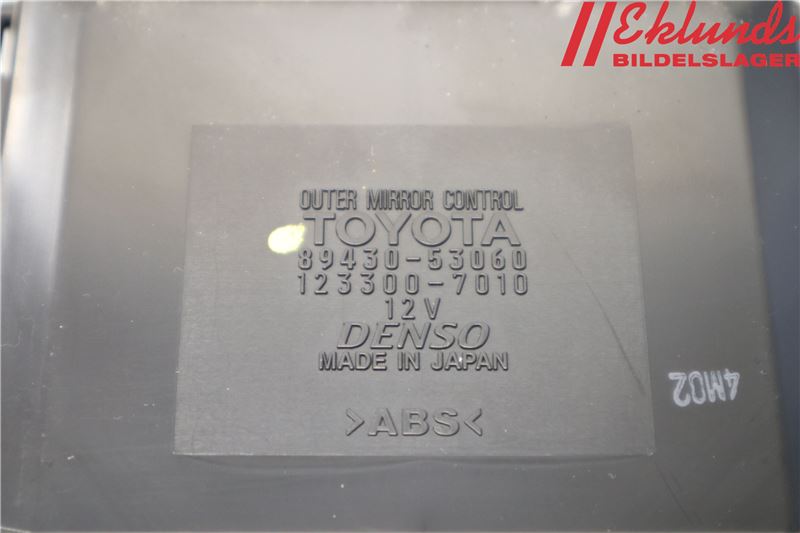 Eklunds
BILDELSLAGER
OUTER MIRROR CONTROL
TOYOTA
89430-53060
123300-7010
12V
DENSO
MADE IN JAPAN
>ABS<
4M02